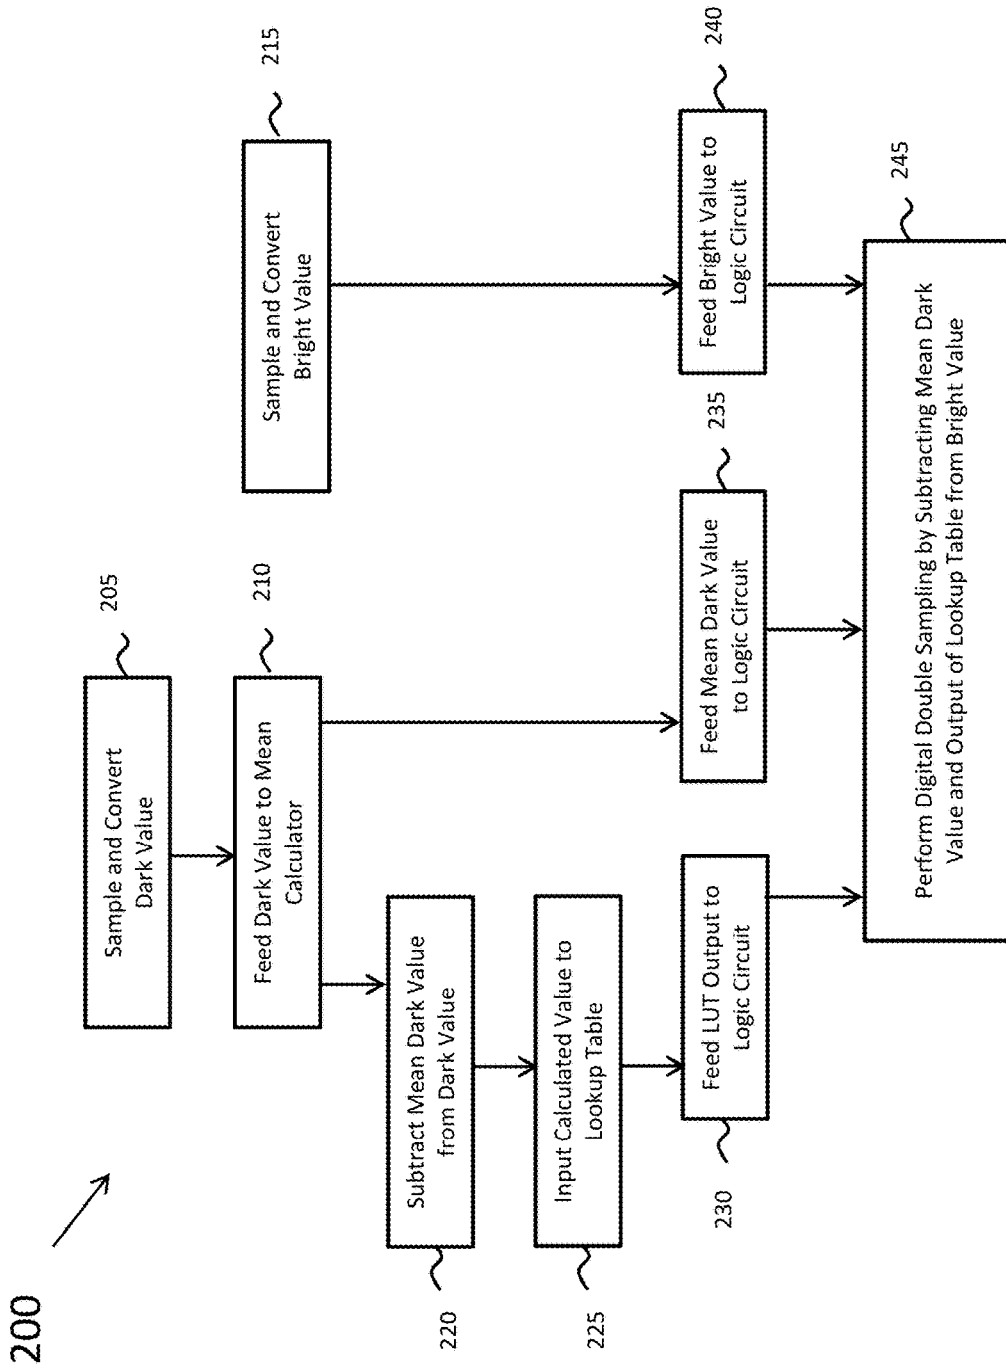 200
Sample and Convert
Dark Value
205
Feed Dark Value to Mean
Calculator
210
Sample and Convert
Bright Value
215
Subtract Mean Dark Value
from Dark Value
220
Input Calculated Value to
Lookup Table
225
Feed LUT Output to
Logic Circuit
230
Feed Mean Dark Value
to Logic Circuit
235
Feed Bright Value to
Logic Circuit
240
Perform Digital Double Sampling by Subtracting Mean Dark
Value and Output of Lookup Table from Bright Value
245